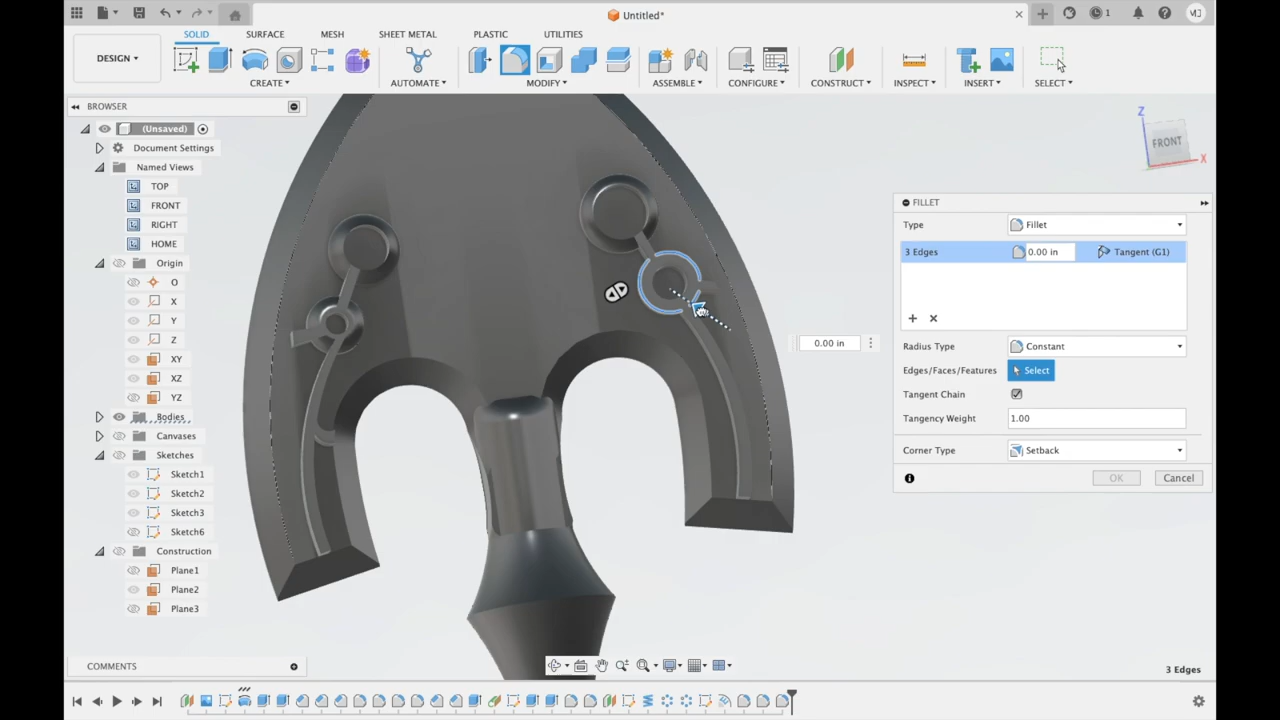 Untitled*
1
MJ
SOLID SURFACE MESH SHEET METAL PLASTIC UTILITIES
DESIGN
CREATE AUTOMATE MODIFY ASSEMBLE CONFIGURE CONSTRUCT INSPECT INSERT SELECT
BROWSER
(Unsaved)
Document Settings
Named Views
TOP
FRONT
RIGHT
HOME
Origin
O
X
Y
Z
XY
XZ
YZ
Bodies
Canvases
Sketches
Sketch1
Sketch2
Sketch3
Sketch6
Construction
Plane1
Plane2
Plane3
COMMENTS
Z
FRONT
X
FILLET
Type Fillet
3 Edges 0.00 in Tangent (G1)
Radius Type Constant
Edges/Faces/Features Select
Tangent Chain
Tangency Weight 1.00
Corner Type Setback
OK Cancel
0.00 in
3 Edges